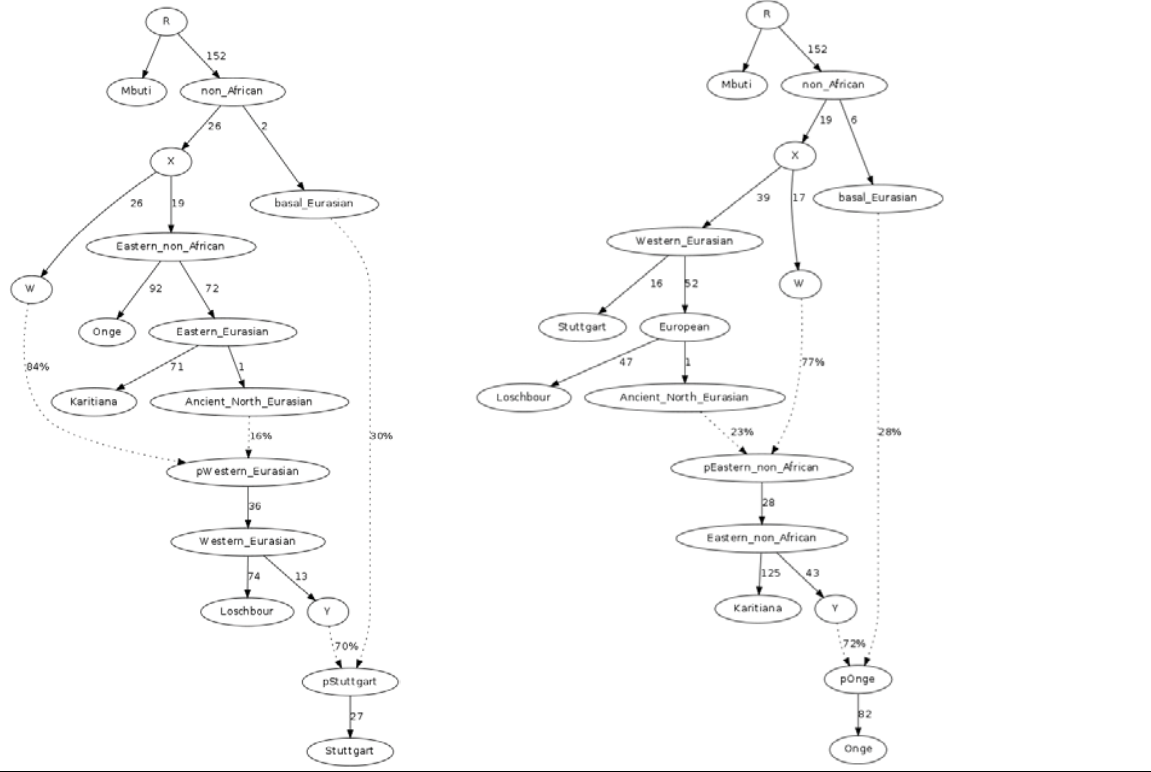 R
152
Mbuti
non_African
26
2
X
26
19
basal_Eurasian
Eastern_non_African
W
92
72
Onge
Eastern_Eurasian
84%
71
1
Karitiana
Ancient_North_Eurasian
16%
30%
pWestern_Eurasian
36
Western_Eurasian
74
13
Loschbour
Y
70%
pStuttgart
27
Stuttgart
R
152
Mbuti
non_African
19
6
X
39
17
basal_Eurasian
Western_Eurasian
16
52
W
Stuttgart
European
47
1
77%
Loschbour
Ancient_North_Eurasian
23%
28%
pEastern_non_African
28
Eastern_non_African
125
43
Karitiana
Y
72%
pOnge
82
Onge